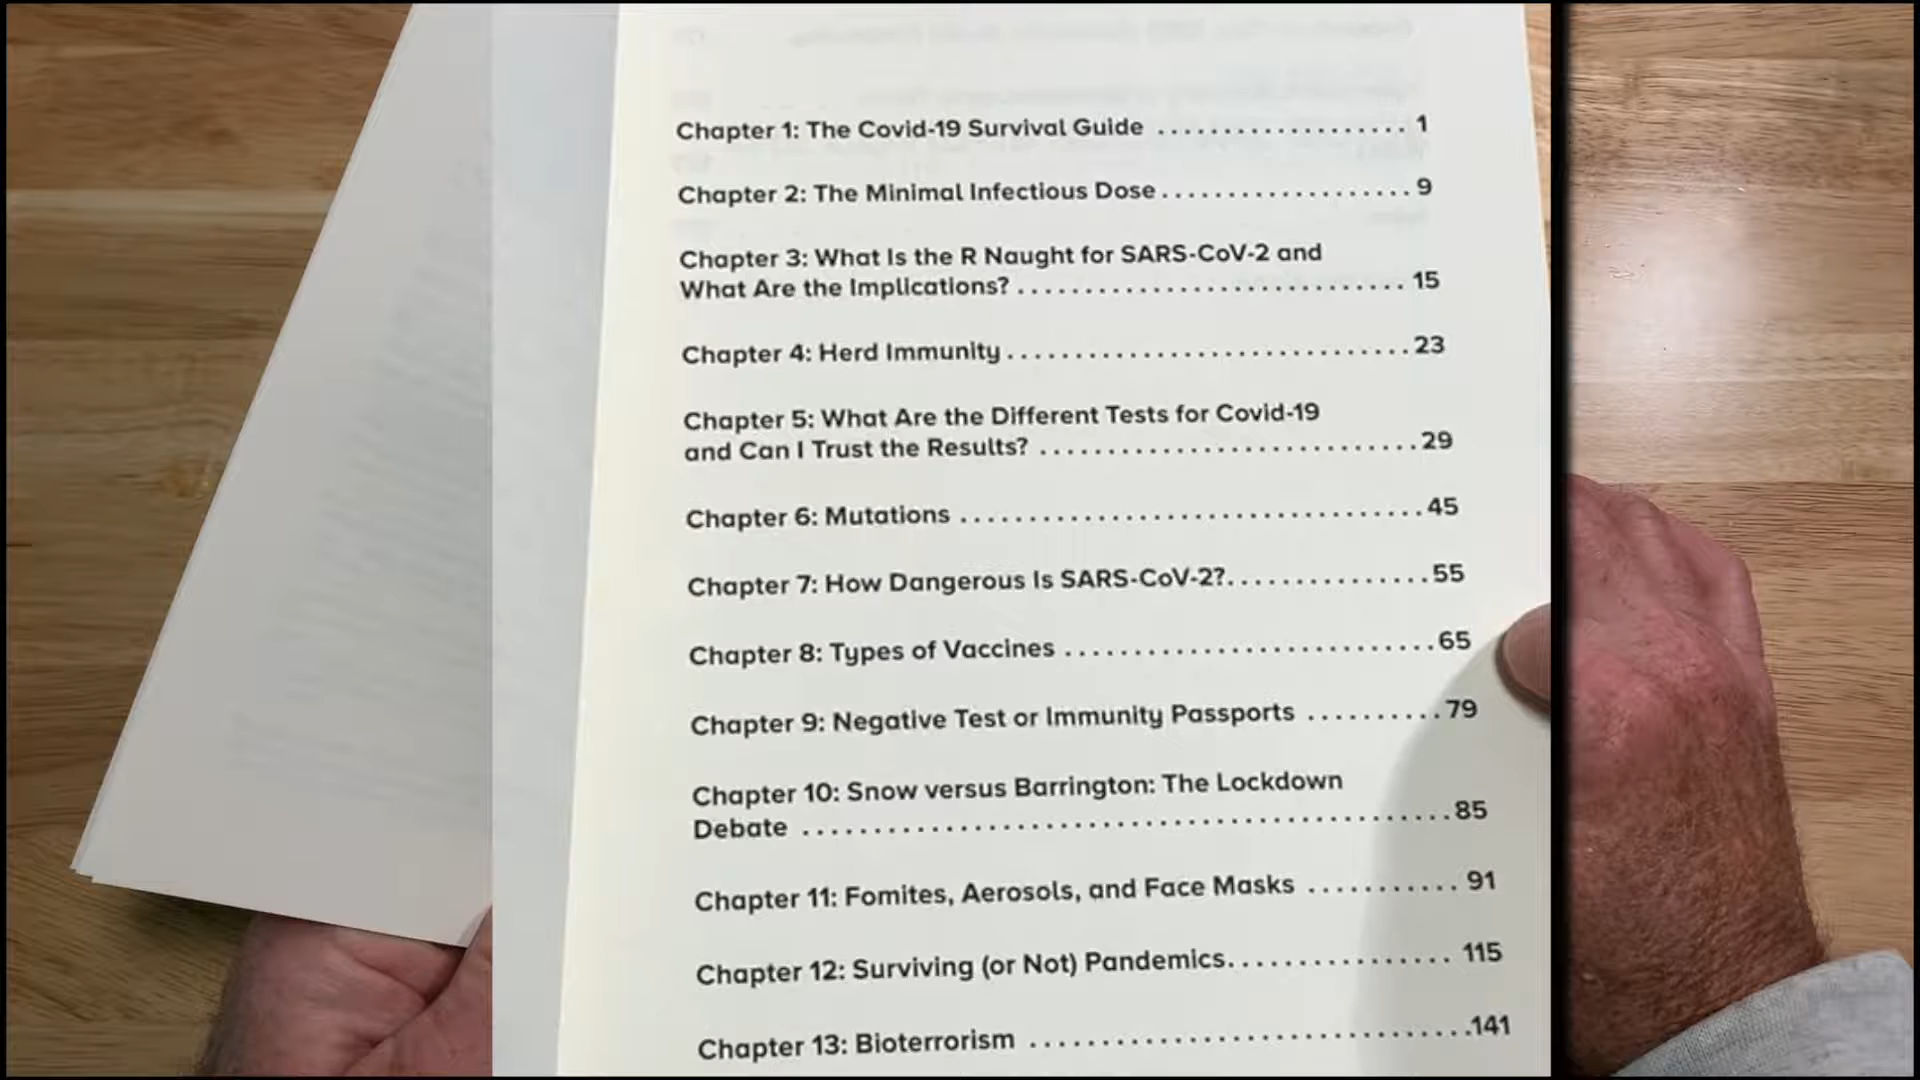 Chapter 1: The Covid-19 Survival Guide ................... 1
Chapter 2: The Minimal Infectious Dose................... 9
Chapter 3: What Is the R Naught for SARS-CoV-2 and
What Are the Implications? ............................. 15
Chapter 4: Herd Immunity.............................. 23
Chapter 5: What Are the Different Tests for Covid-19
and Can I Trust the Results? ............................ 29
Chapter 6: Mutations .................................. 45
Chapter 7: How Dangerous Is SARS-CoV-2?............... 55
Chapter 8: Types of Vaccines ........................... 65
Chapter 9: Negative Test or Immunity Passports .......... 79
Chapter 10: Snow versus Barrington: The Lockdown
Debate ............................................. 85
Chapter 11: Fomites, Aerosols, and Face Masks ........... 91
Chapter 12: Surviving (or Not) Pandemics................ 115
Chapter 13: Bioterrorism ................................141